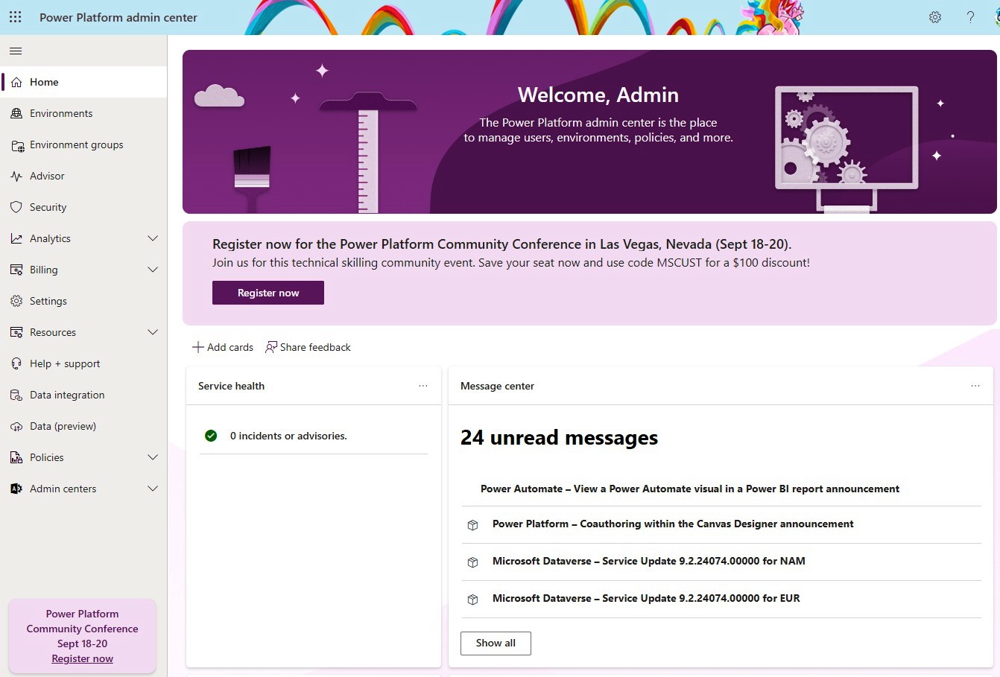 Power Platform admin center
Home
Environments
Environment groups
Advisor
Security
Analytics
Billing
Settings
Resources
Help + support
Data integration
Data (preview)
Policies
Admin centers
Power Platform
Community Conference
Sept 18-20
Register now
Welcome, Admin
The Power Platform admin center is the place
to manage users, environments, policies, and more.
Register now for the Power Platform Community Conference in Las Vegas, Nevada (Sept 18-20).
Join us for this technical skilling community event. Save your seat now and use code MSCUST for a $100 discount!
Register now
Add cards
Share feedback
Service health
0 incidents or advisories.
Message center
24 unread messages
Power Automate – View a Power Automate visual in a Power BI report announcement
Power Platform – Coauthoring within the Canvas Designer announcement
Microsoft Dataverse – Service Update 9.2.24074.00000 for NAM
Microsoft Dataverse – Service Update 9.2.24074.00000 for EUR
Show all